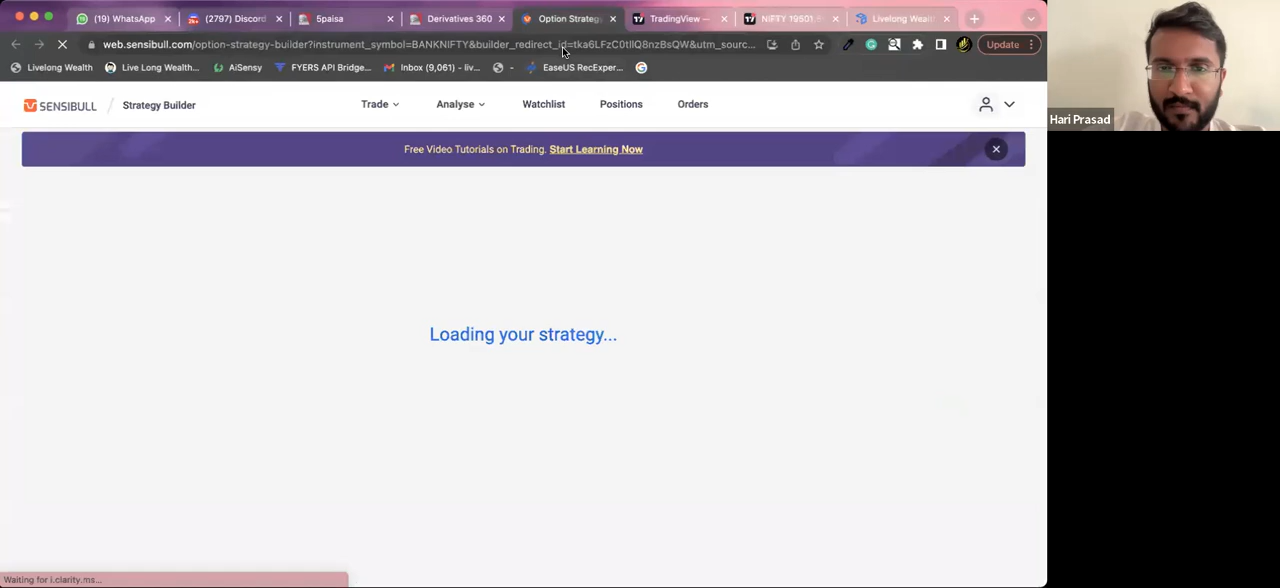 (19) WhatsApp
(2797) Discord
5paisa
Derivatives 360
Option Strateg
TradingView —
NIFTY 19501.
Livelong Wealt
web.sensibull.com/option-strategy-builder?instrument_symbol=BANKNIFTY&builder_redirect_id=tka6LFzC0tIlQ8nzBsQW&utm_sourc...
Update
Livelong Wealth
Live Long Wealth...
AiSensy
FYERS API Bridge...
Inbox (9,061) - liv...
-
EaseUS RecExper...
SENSIBULL / Strategy Builder
Trade
Analyse
Watchlist
Positions
Orders
Hari Prasad
Free Video Tutorials on Trading. Start Learning Now
Loading your strategy...
Waiting for i.clarity.ms...